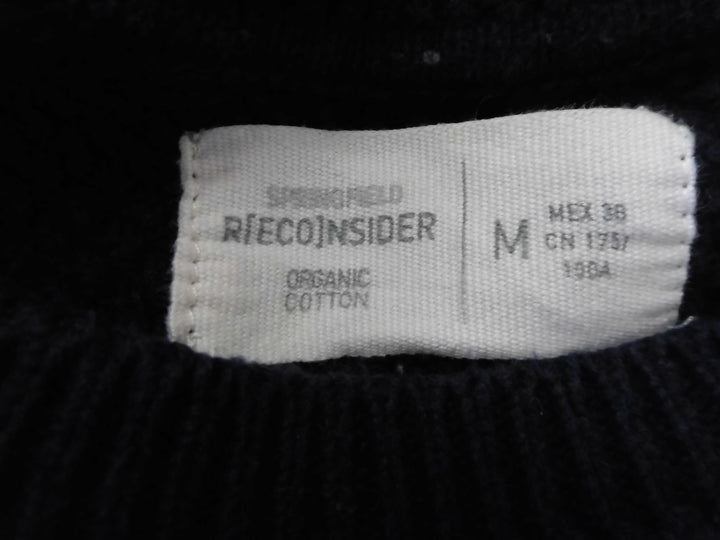 SPRINGFIELD
R[ECO]NSIDER
ORGANIC
COTTON
M
MEX 38
CN 175/
100A